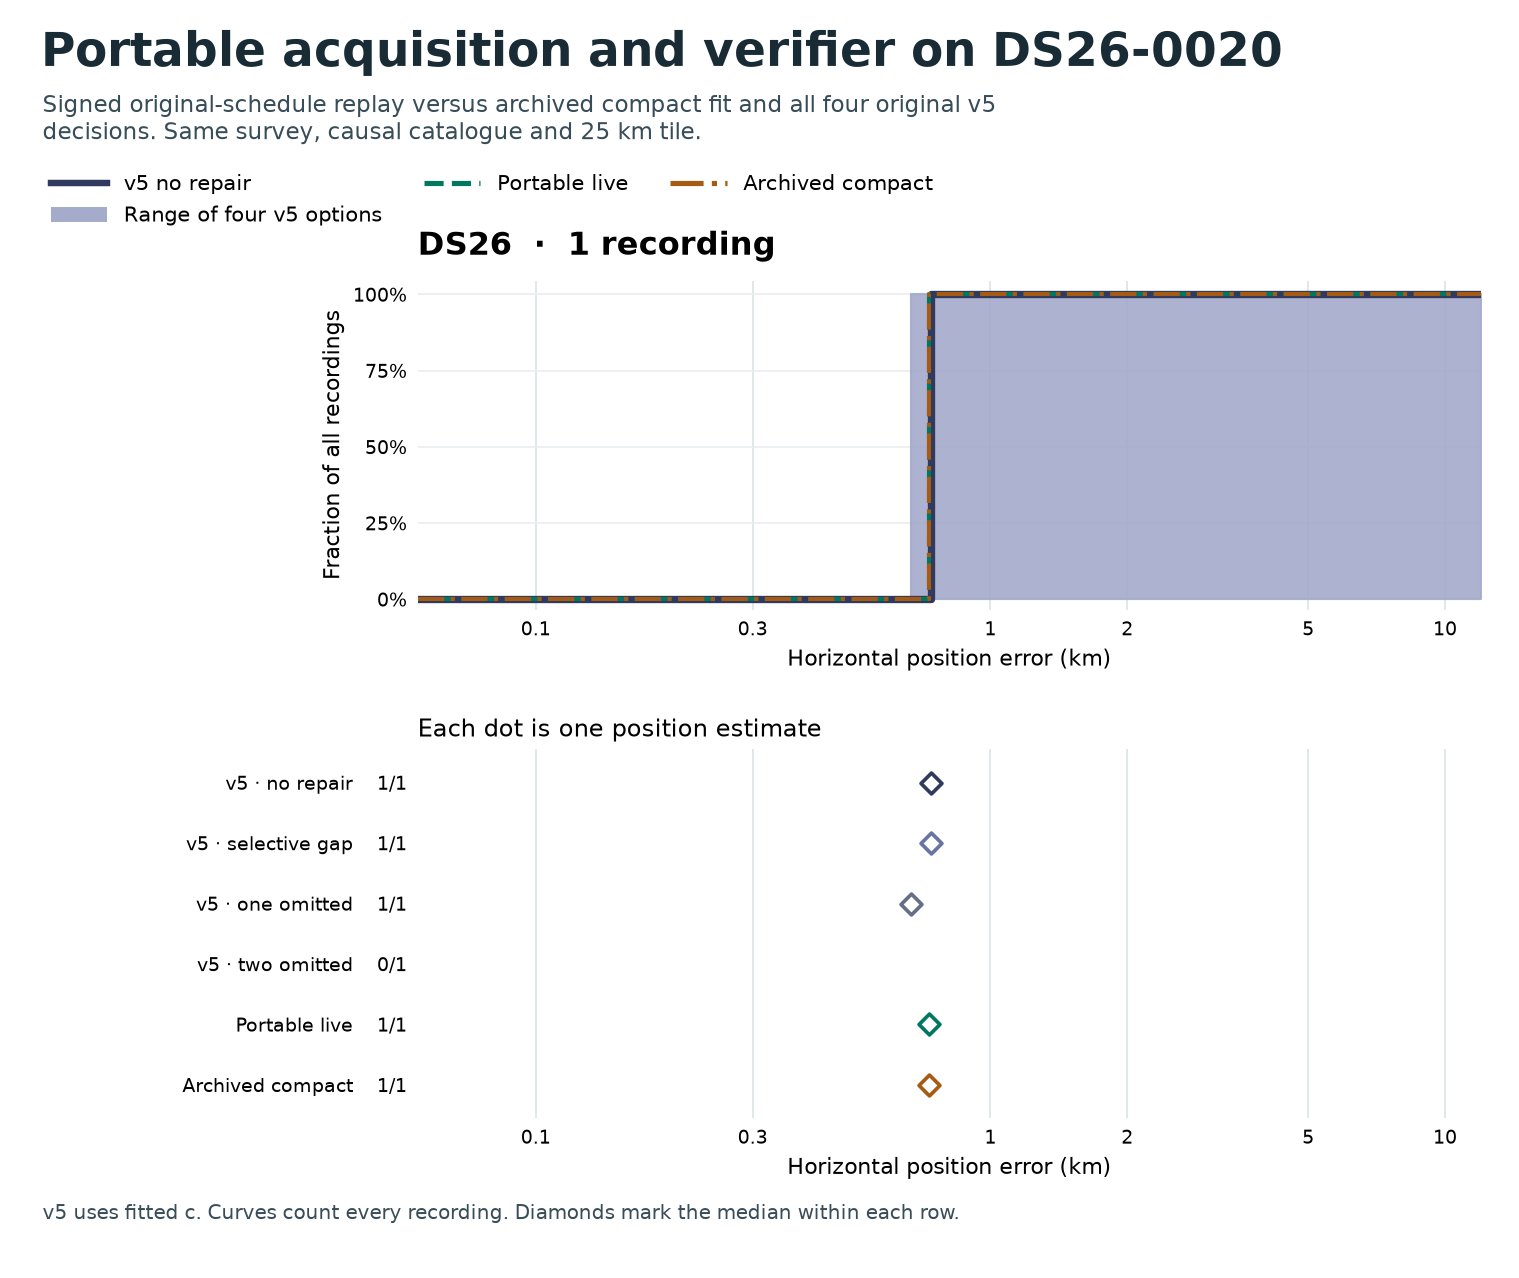 Portable acquisition and verifier on DS26-0020
Signed original-schedule replay versus archived compact fit and all four original v5
decisions. Same survey, causal catalogue and 25 km tile.
v5 no repair
Portable live
Archived compact
Range of four v5 options
DS26 · 1 recording
100%
75%
50%
25%
0%
Fraction of all recordings
0.1 0.3 1 2 5 10
Horizontal position error (km)
Each dot is one position estimate
v5 · no repair 1/1
v5 · selective gap 1/1
v5 · one omitted 1/1
v5 · two omitted 0/1
Portable live 1/1
Archived compact 1/1
0.1 0.3 1 2 5 10
Horizontal position error (km)
v5 uses fitted c. Curves count every recording. Diamonds mark the median within each row.